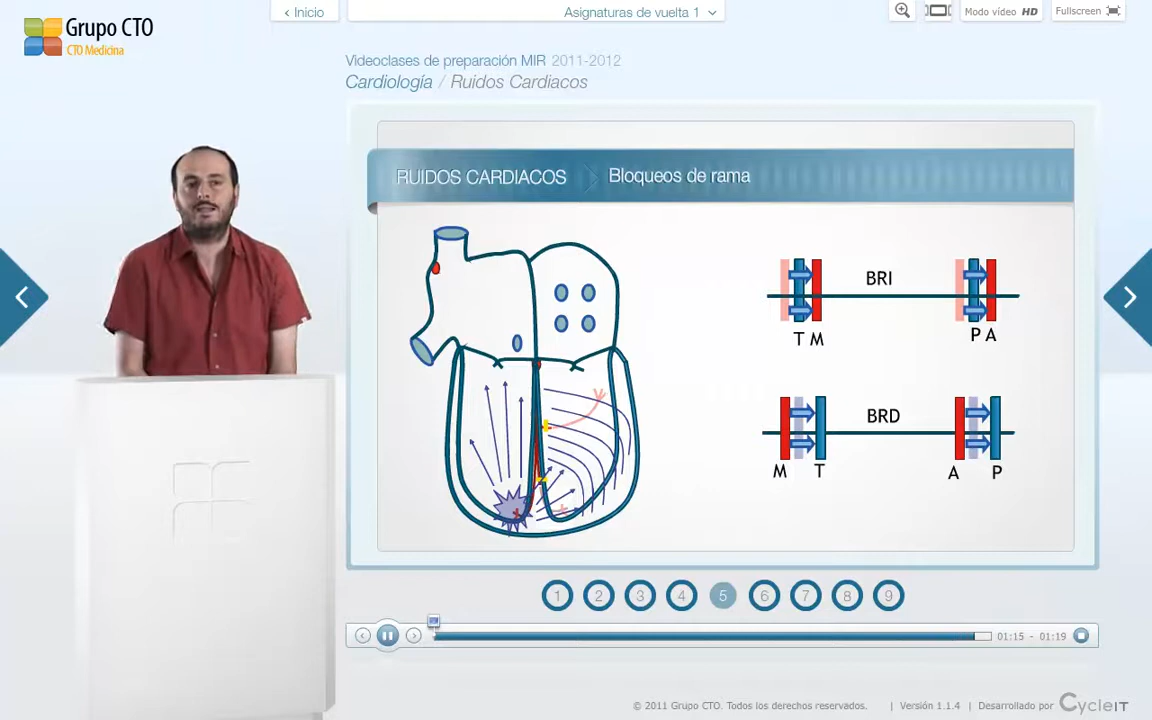 Grupo CTO
CTO Medicina
‹ Inicio
Asignaturas de vuelta 1
Modo vídeo HD
Fullscreen
Videoclases de preparación MIR 2011-2012
Cardiología / Ruidos Cardiacos
RUIDOS CARDIACOS
Bloqueos de rama
BRI
T M
P A
BRD
M T
A P
1 2 3 4 5 6 7 8 9
01:15 - 01:19
© 2011 Grupo CTO. Todos los derechos reservados. | Versión 1.1.4 | Desarrollado por CycleIT